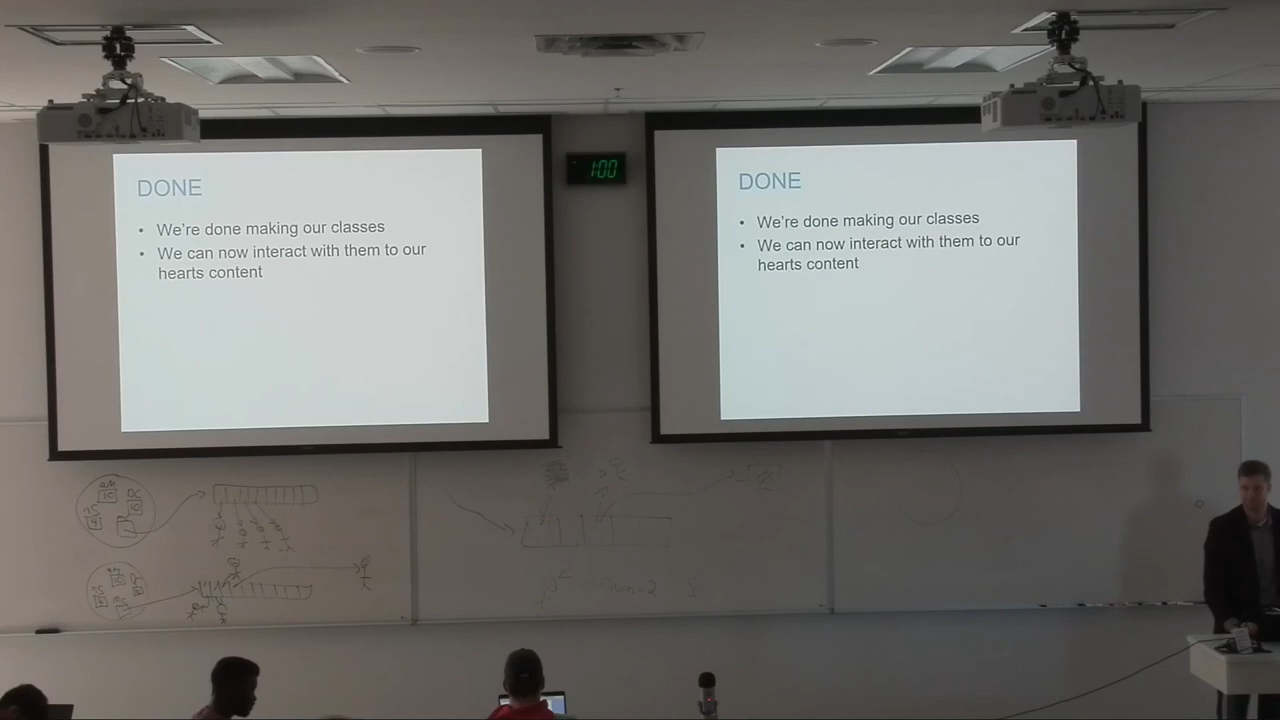 DONE
• We're done making our classes
• We can now interact with them to our
hearts content
1:00
DONE
• We're done making our classes
• We can now interact with them to our
hearts content